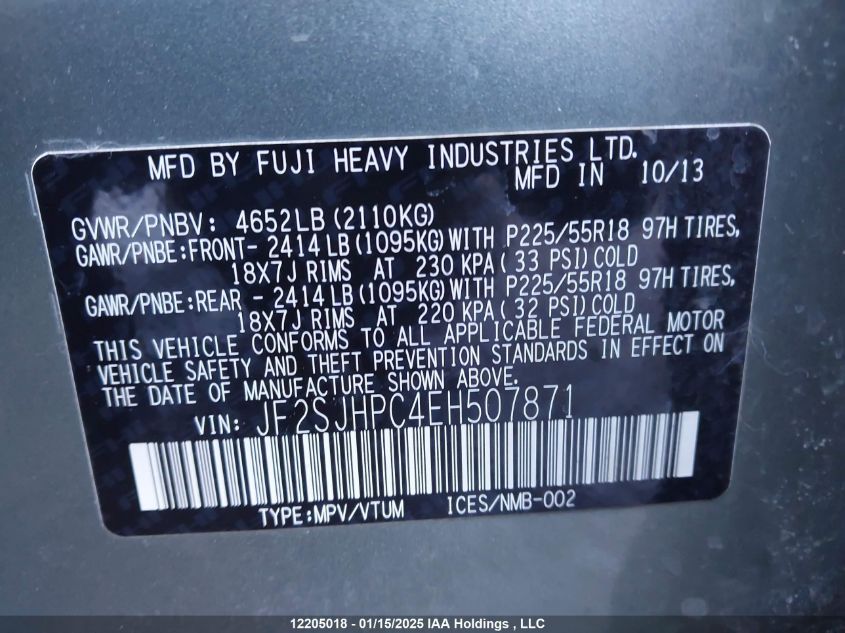 MFD BY FUJI HEAVY INDUSTRIES LTD.
MFD IN 10/13
GVWR/PNBV: 4652LB (2110KG)
GAWR/PNBE:FRONT- 2414 LB (1095KG) WITH P225/55R18 97H TIRES,
18X7J RIMS AT 230 KPA ( 33 PSI) COLD
GAWR/PNBE:REAR - 2414 LB (1095KG) WITH P225/55R18 97H TIRES,
18X7J RIMS AT 220 KPA ( 32 PSI) COLD
THIS VEHICLE CONFORMS TO ALL APPLICABLE FEDERAL MOTOR
VEHICLE SAFETY AND THEFT PREVENTION STANDARDS IN EFFECT ON
THE DATE OF MANUFACTURE SHOWN ABOVE.
VIN: JF2SJHPC4EH507871
TYPE:MPV/VTUM ICES/NMB-002
12205018 - 01/15/2025 IAA Holdings , LLC